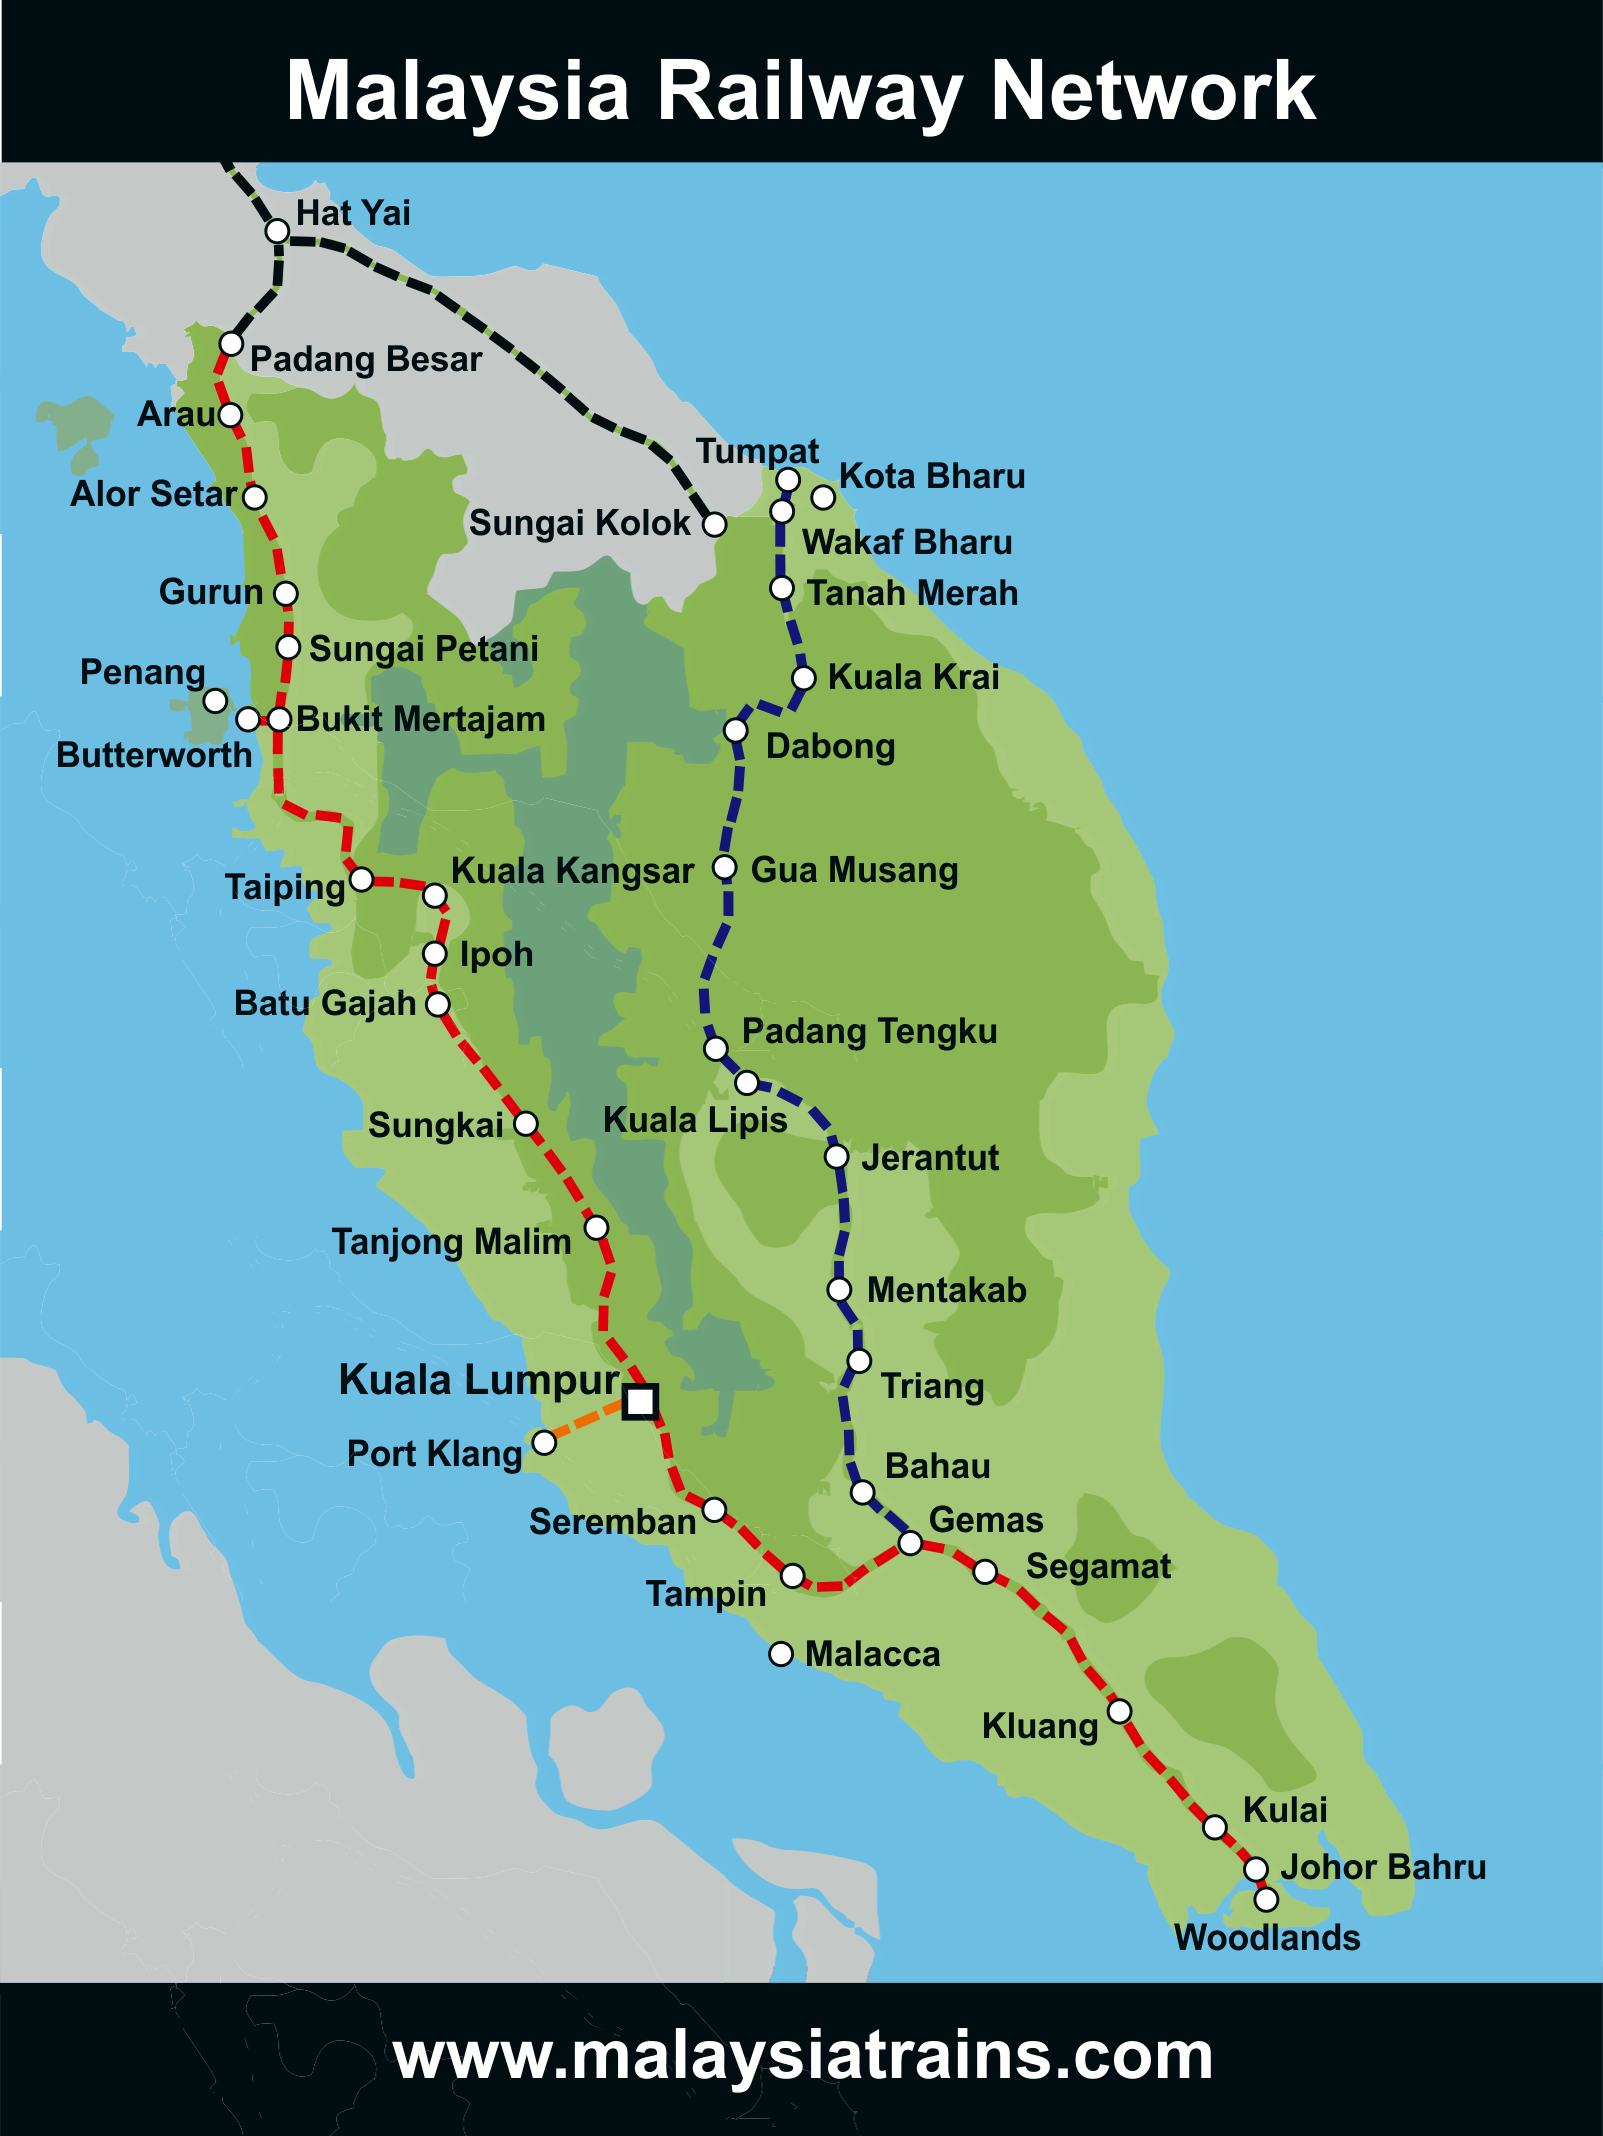 Malaysia Railway Network
Hat Yai
Padang Besar
Arau
Tumpat
Kota Bharu
Alor Setar
Sungai Kolok
Wakaf Bharu
Gurun
Tanah Merah
Sungai Petani
Penang
Kuala Krai
Bukit Mertajam
Butterworth
Dabong
Kuala Kangsar
Gua Musang
Taiping
Ipoh
Batu Gajah
Padang Tengku
Sungkai
Kuala Lipis
Jerantut
Tanjong Malim
Mentakab
Kuala Lumpur
Triang
Port Klang
Bahau
Seremban
Gemas
Segamat
Tampin
Malacca
Kluang
Kulai
Johor Bahru
Woodlands
www.malaysiatrains.com